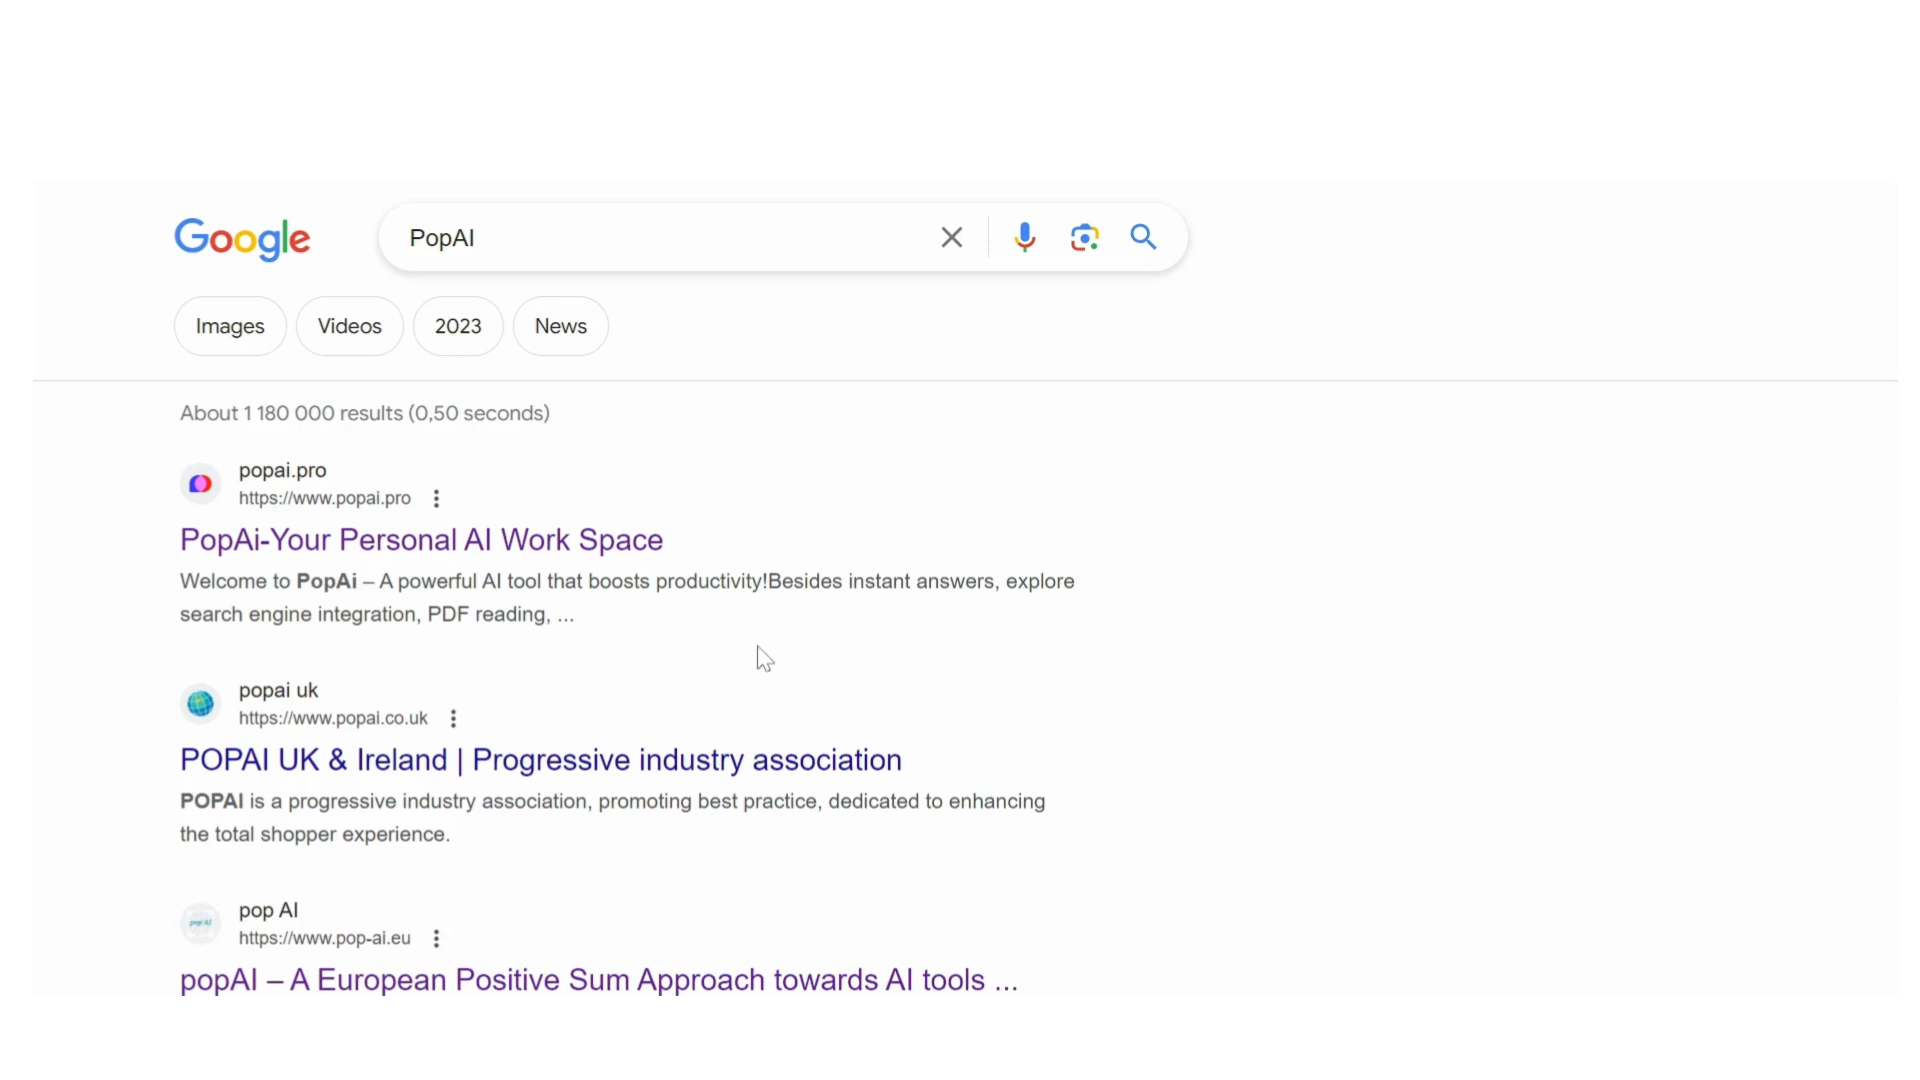 Google
PopAI
Images
Videos
2023
News
About 1 180 000 results (0,50 seconds)
popai.pro
https://www.popai.pro
PopAi-Your Personal AI Work Space
Welcome to PopAi – A powerful AI tool that boosts productivity!Besides instant answers, explore
search engine integration, PDF reading, ...
popai uk
https://www.popai.co.uk
POPAI UK & Ireland | Progressive industry association
POPAI is a progressive industry association, promoting best practice, dedicated to enhancing
the total shopper experience.
pop AI
pop AI
https://www.pop-ai.eu
popAI – A European Positive Sum Approach towards AI tools ...